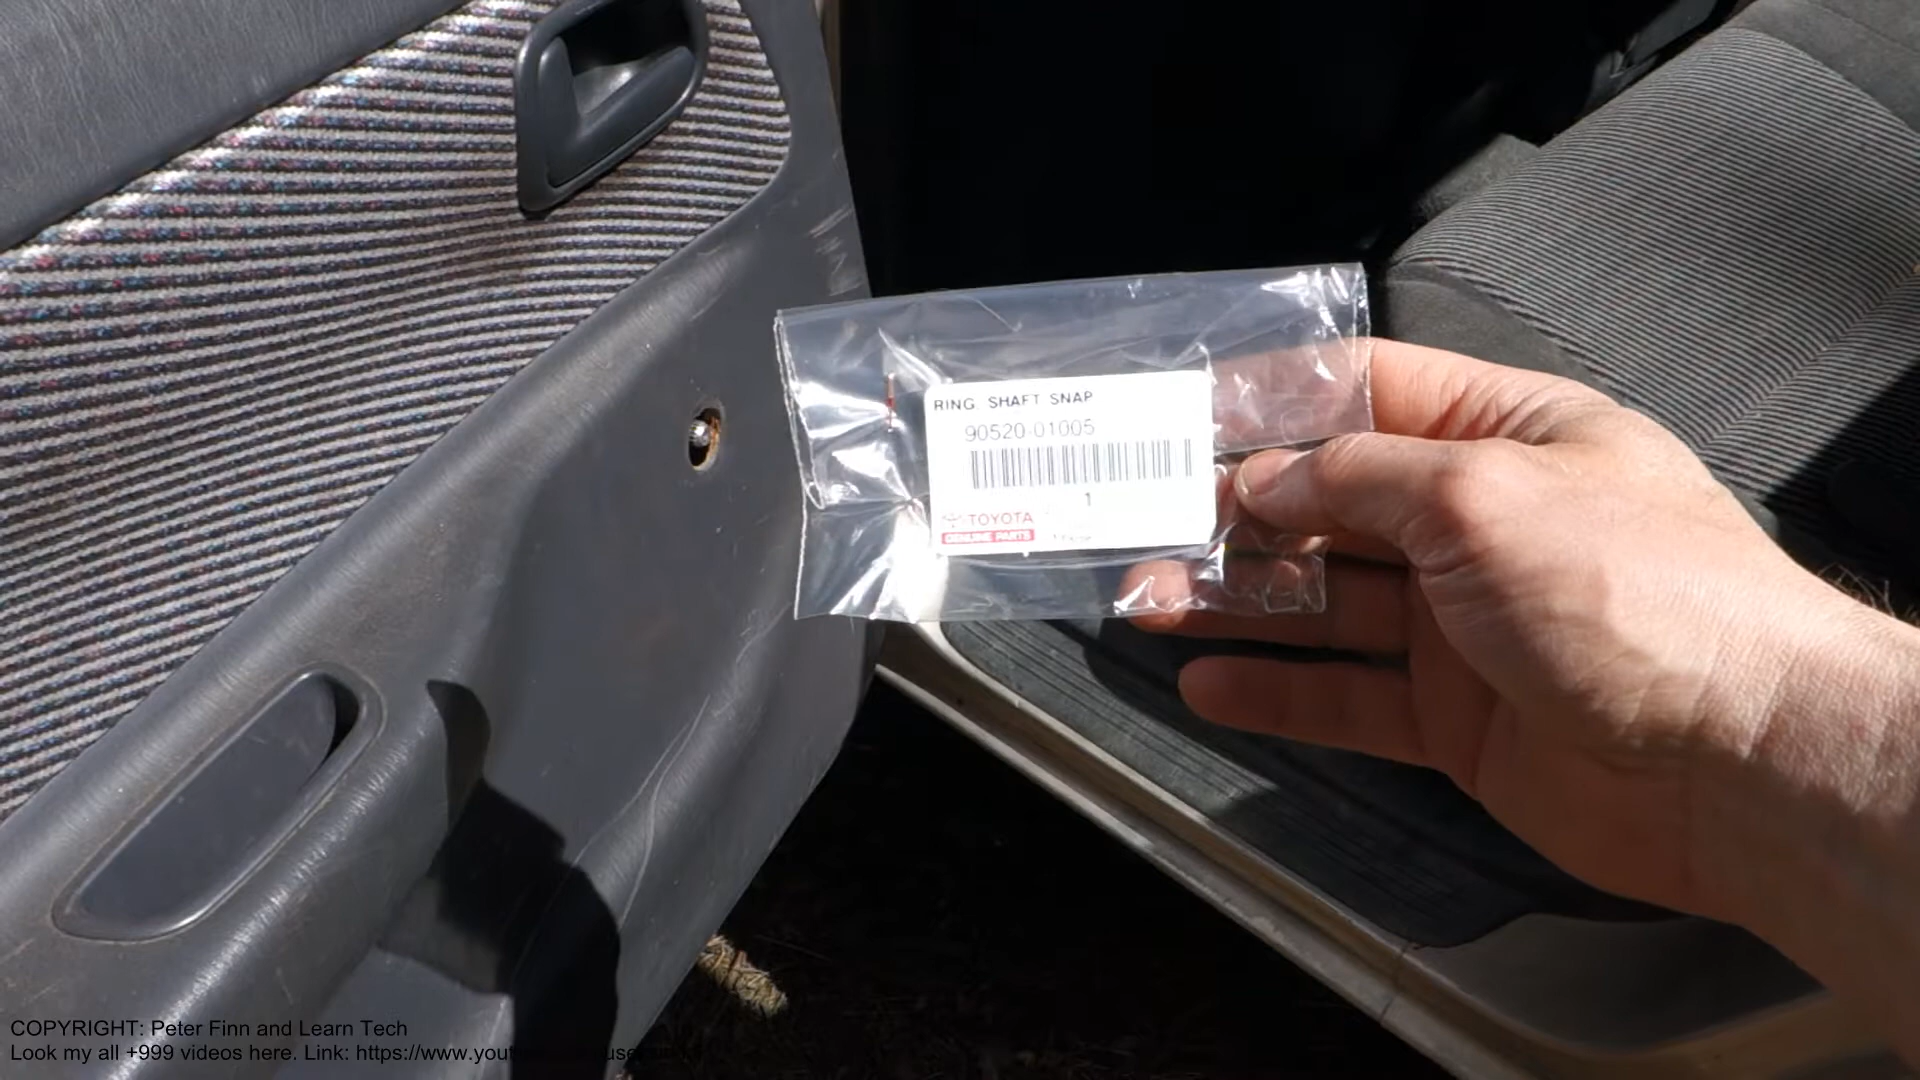 RING, SHAFT SNAP
90520-01005
1
TOYOTA
GENUINE PARTS
COPYRIGHT: Peter Finn and Learn Tech
Look my all +999 videos here. Link: https://www.you